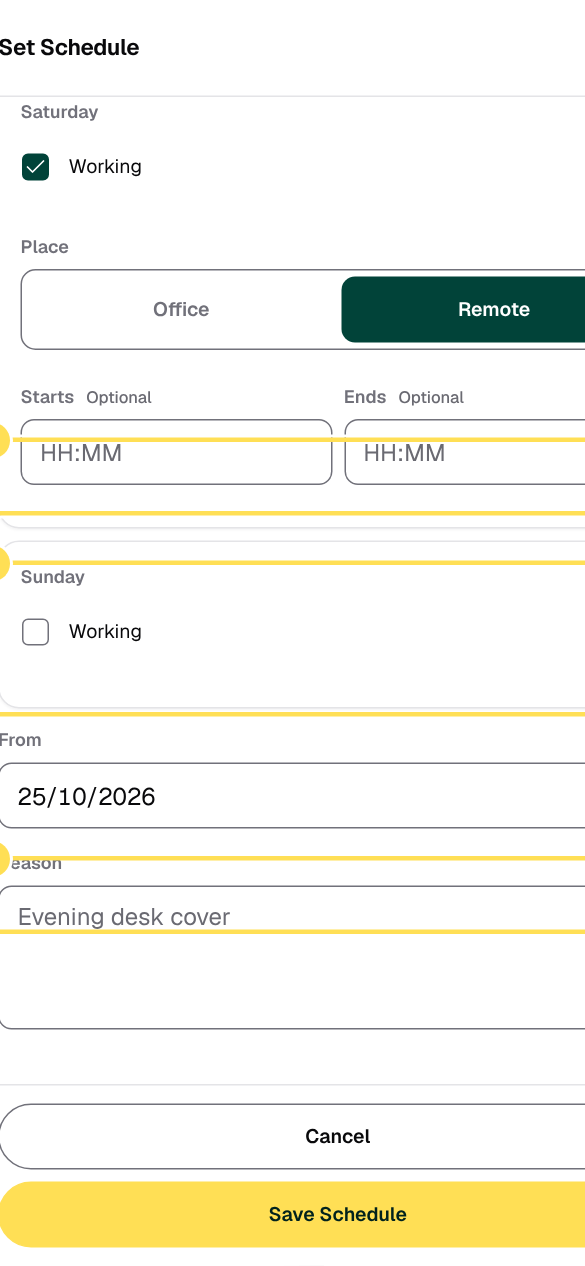 Set Schedule
Saturday
Working
Place
Office Remote
Starts Optional Ends Optional
HH:MM HH:MM
Sunday
Working
From
25/10/2026
eason
Evening desk cover
Cancel
Save Schedule